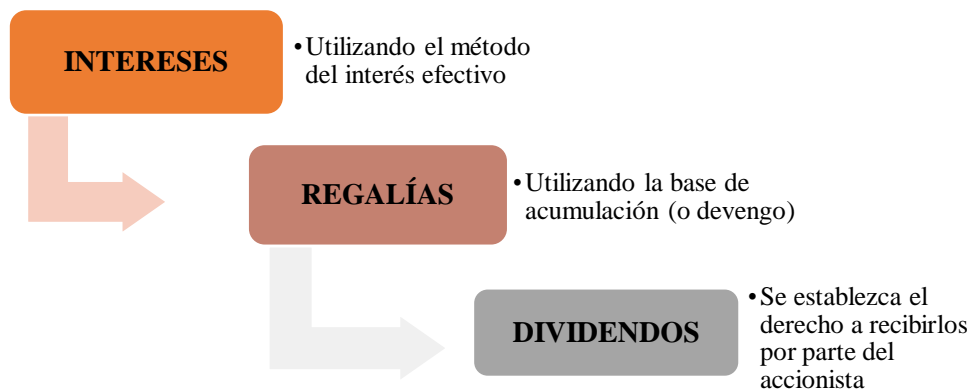 INTERESES
•Utilizando el método
del interés efectivo
REGALÍAS
•Utilizando la base de
acumulación (o devengo)
DIVIDENDOS
•Se establezca el
derecho a recibirlos
por parte del
accionista